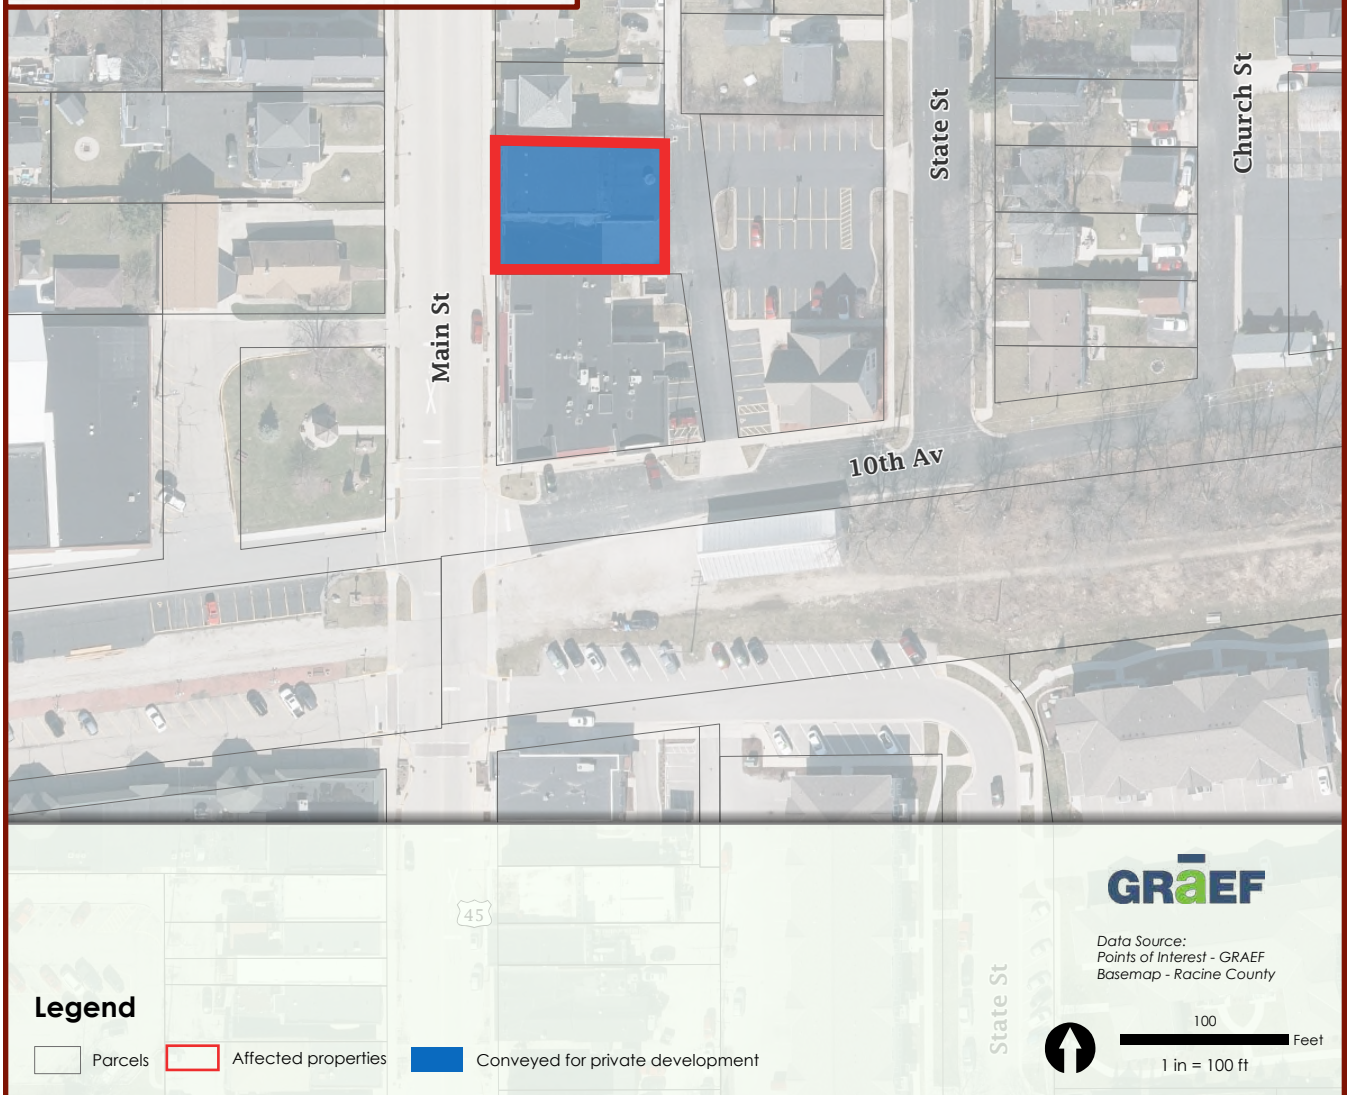 Church St
State St
Main St
10th Av
45
GRAEF
Data Source:
Points of Interest - GRAEF
Basemap - Racine County
State St
Legend
Parcels
Affected properties
Conveyed for private development
100
Feet
1 in = 100 ft